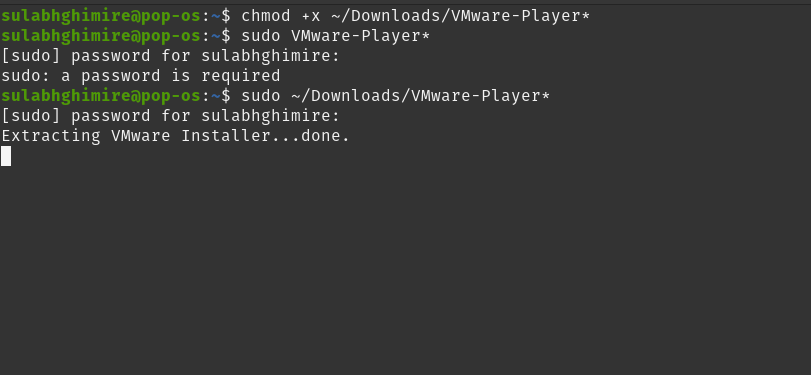 sulabhghimire@pop-os:~$ chmod +x ~/Downloads/VMware-Player*
sulabhghimire@pop-os:~$ sudo VMware-Player*
[sudo] password for sulabhghimire:
sudo: a password is required
sulabhghimire@pop-os:~$ sudo ~/Downloads/VMware-Player*
[sudo] password for sulabhghimire:
Extracting VMware Installer...done.